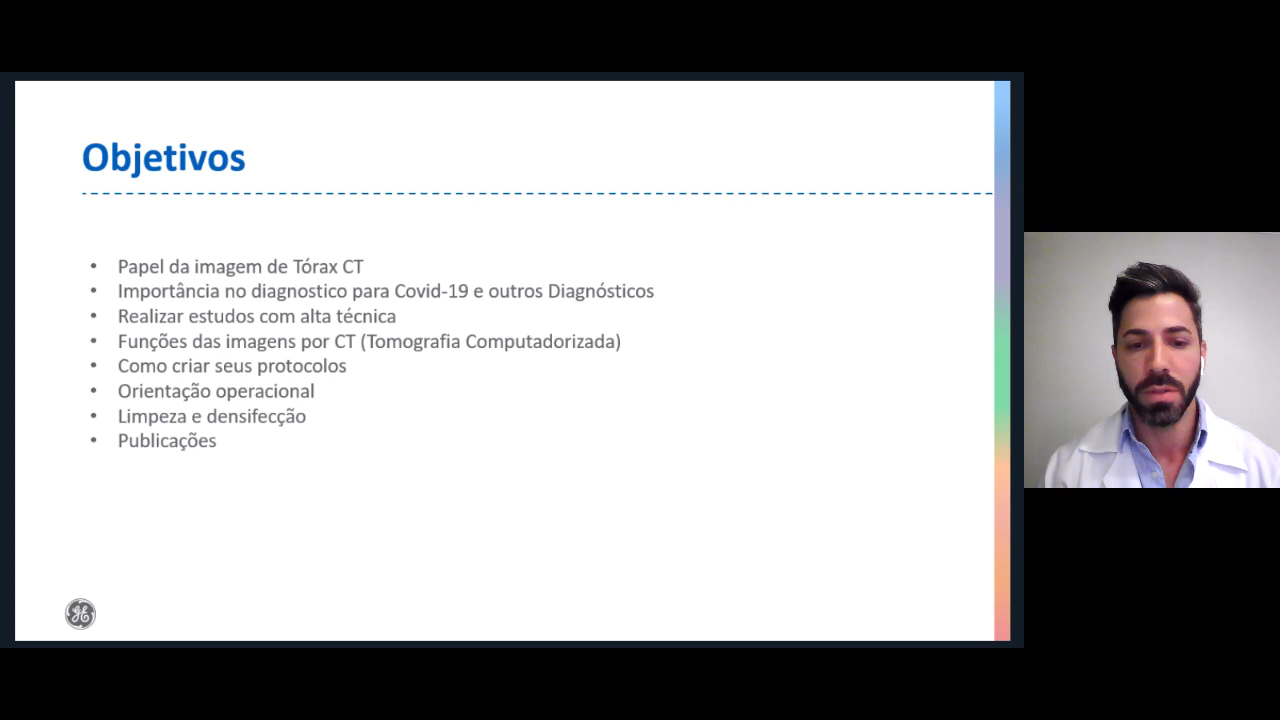 Objetivos
• Papel da imagem de Tórax CT
• Importância no diagnostico para Covid-19 e outros Diagnósticos
• Realizar estudos com alta técnica
• Funções das imagens por CT (Tomografia Computadorizada)
• Como criar seus protocolos
• Orientação operacional
• Limpeza e densifecção
• Publicações
GE